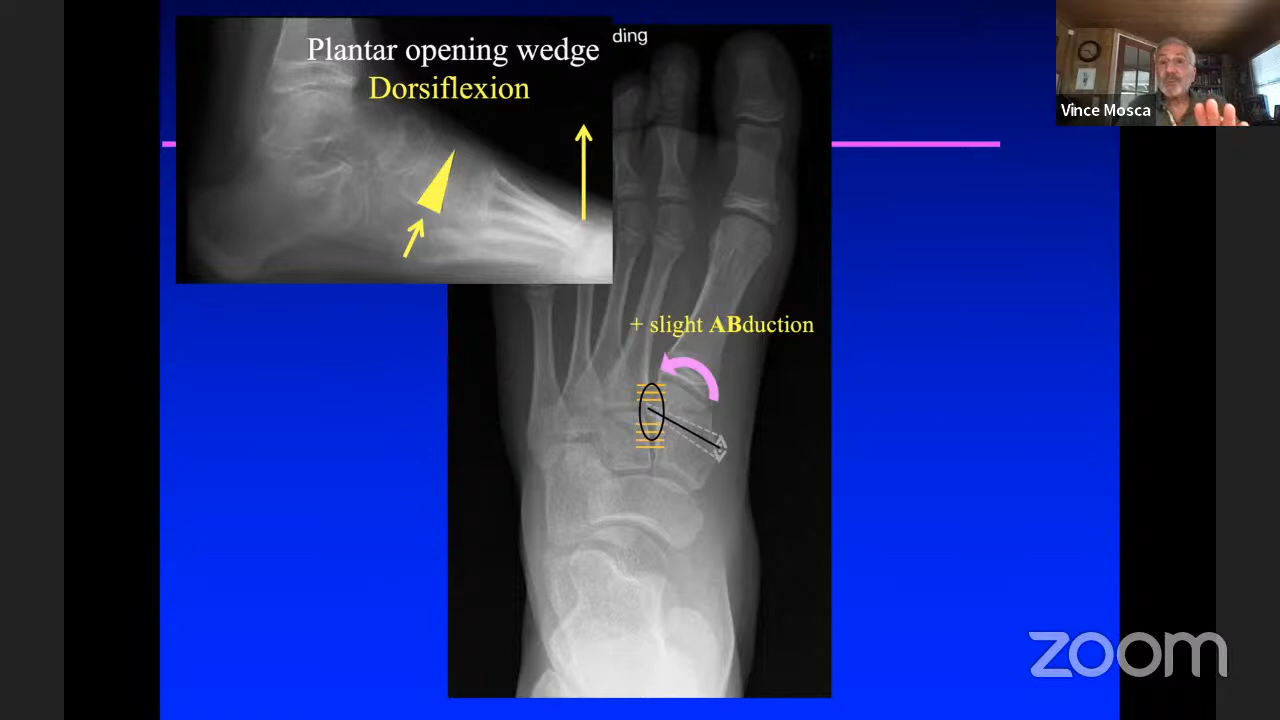 Plantar opening wedge
Dorsiflexion
ding
Vince Mosca
+ slight ABduction
zoom